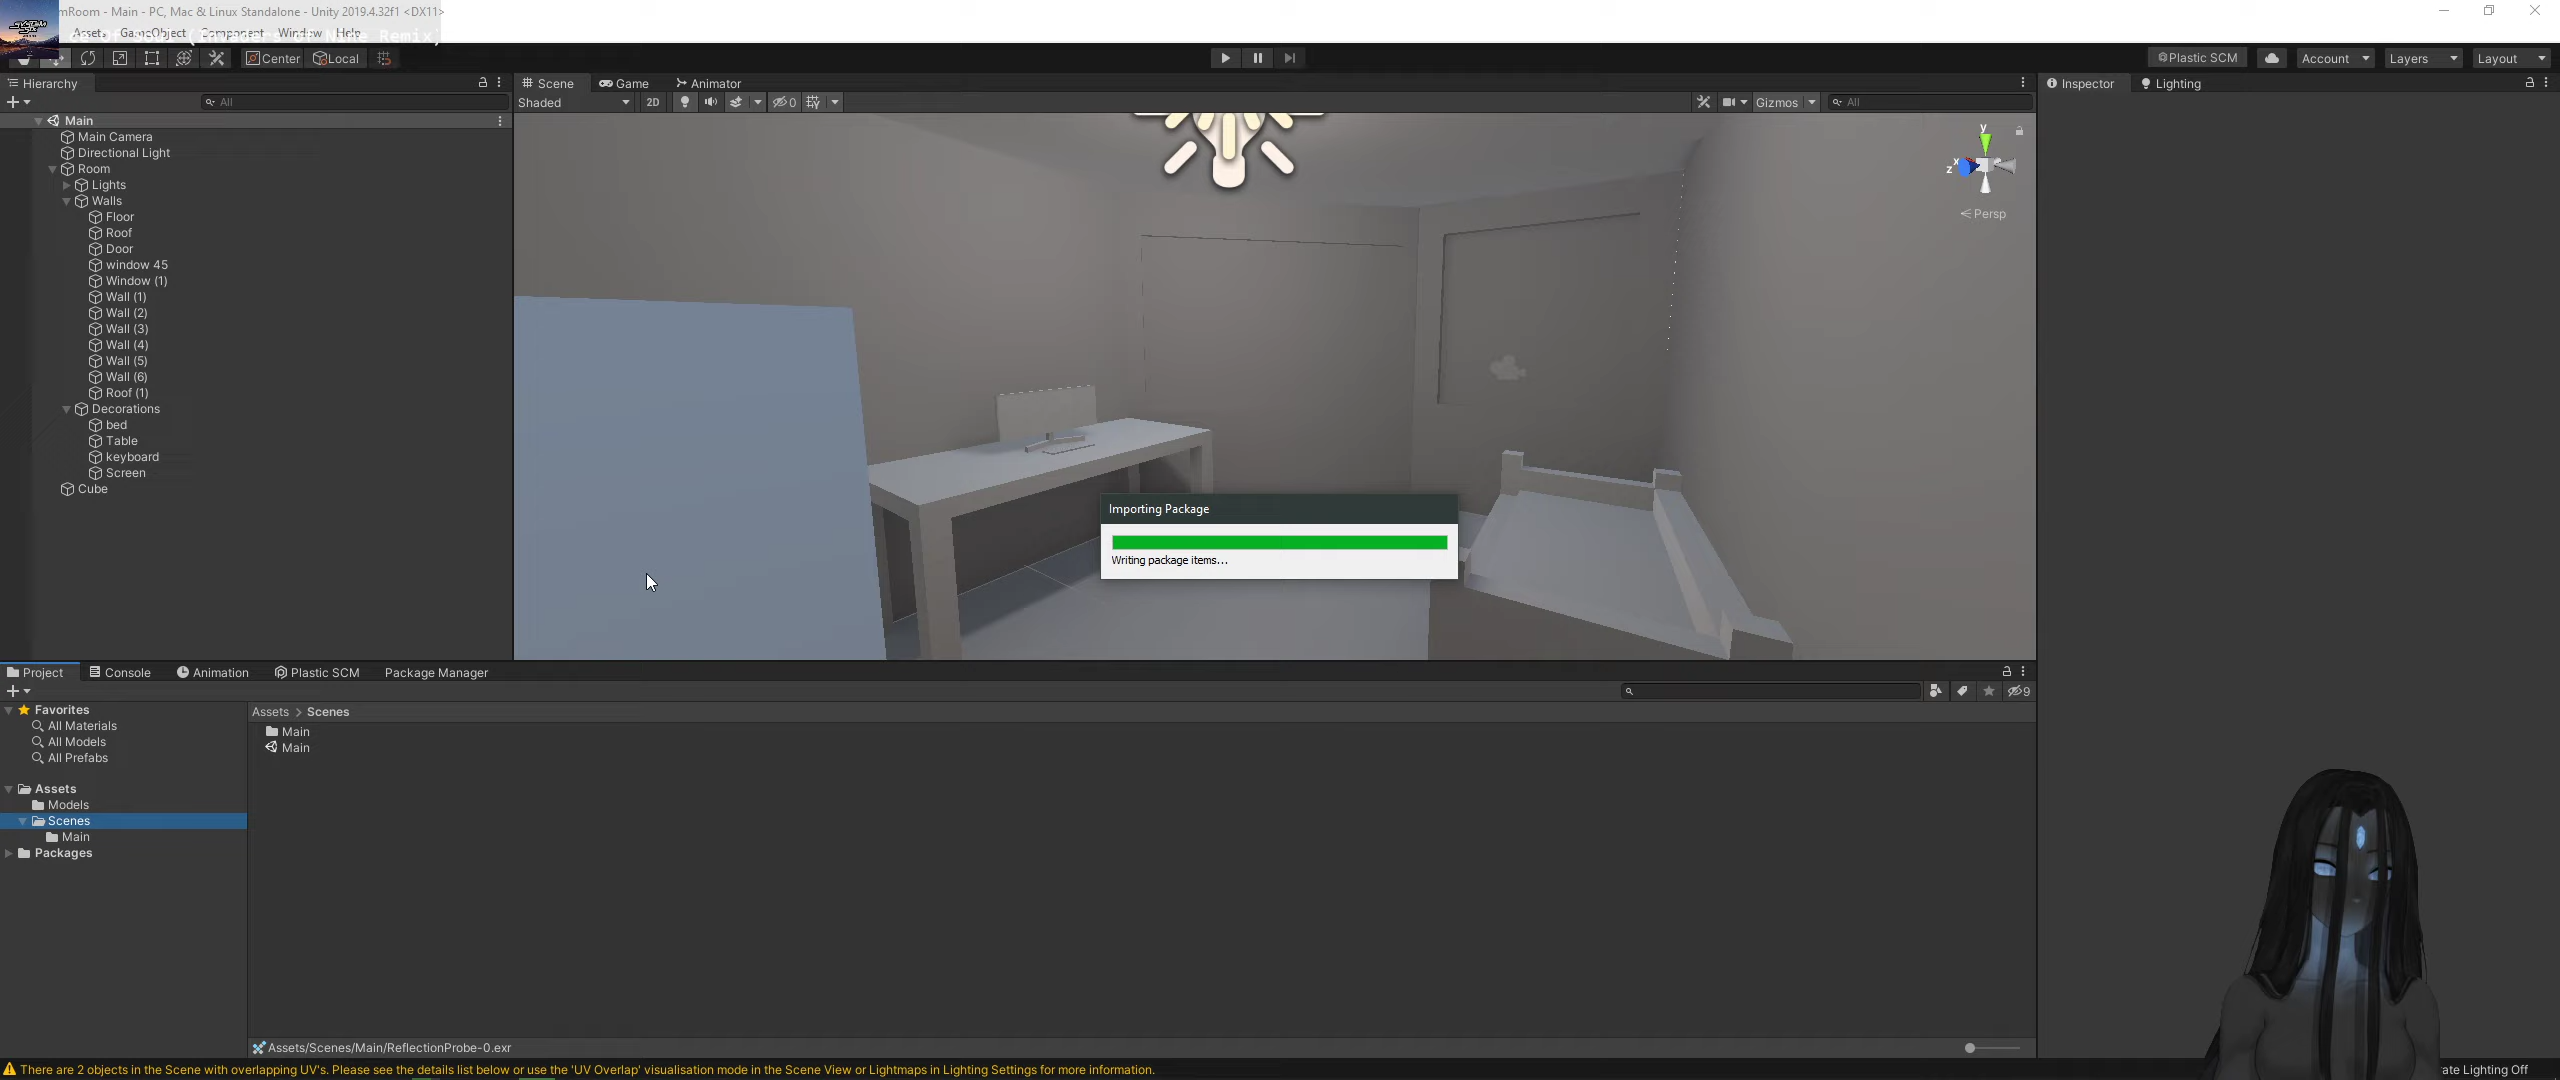 mRoom - Main - PC, Mac & Linux Standalone - Unity 2019.4.32f1 <DX11>
Assets GameObject Component Window Help
Remix)
Center Local
Plastic SCM Account Layers Layout
Hierarchy
All
Main
Main Camera
Directional Light
Room
Lights
Walls
Floor
Roof
Door
window 45
Window (1)
Wall (1)
Wall (2)
Wall (3)
Wall (4)
Wall (5)
Wall (6)
Roof (1)
Decorations
bed
Table
keyboard
Screen
Cube
Scene Game Animator
Shaded 2D 0 Gizmos All
y
x
z
Persp
Importing Package
Writing package items...
Inspector Lighting
Project Console Animation Plastic SCM Package Manager
9
Favorites
All Materials
All Models
All Prefabs
Assets
Models
Scenes
Main
Packages
Assets > Scenes
Main
Main
Assets/Scenes/Main/ReflectionProbe-0.exr
There are 2 objects in the Scene with overlapping UV's. Please see the details list below or use the 'UV Overlap' visualisation mode in the Scene View or Lightmaps in Lighting Settings for more information.
rate Lighting Off